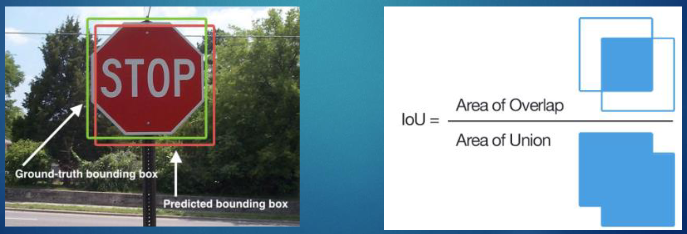 STOP
Ground-truth bounding box
Predicted bounding box
IoU =
Area of Overlap
Area of Union